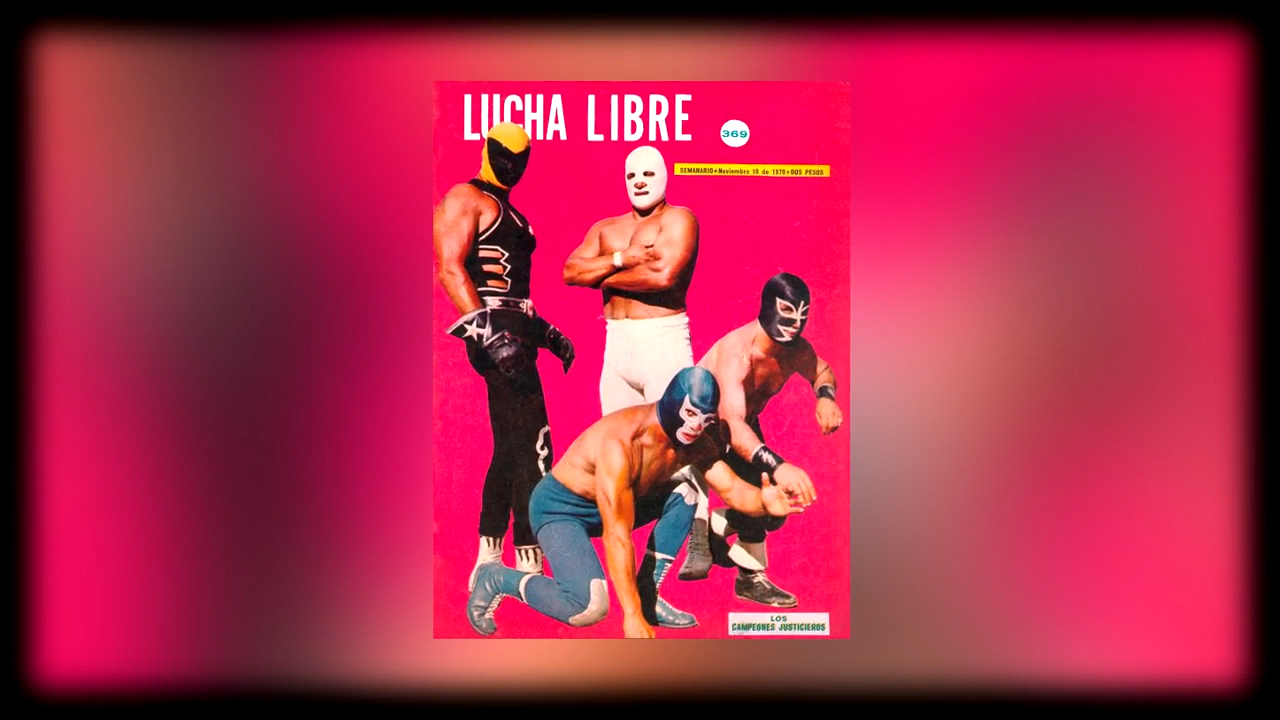 LUCHA LIBRE
369
SEMANARIO★Noviembre 10 de 1970★DOS PESOS
LOS
CAMPEONES JUSTICIEROS